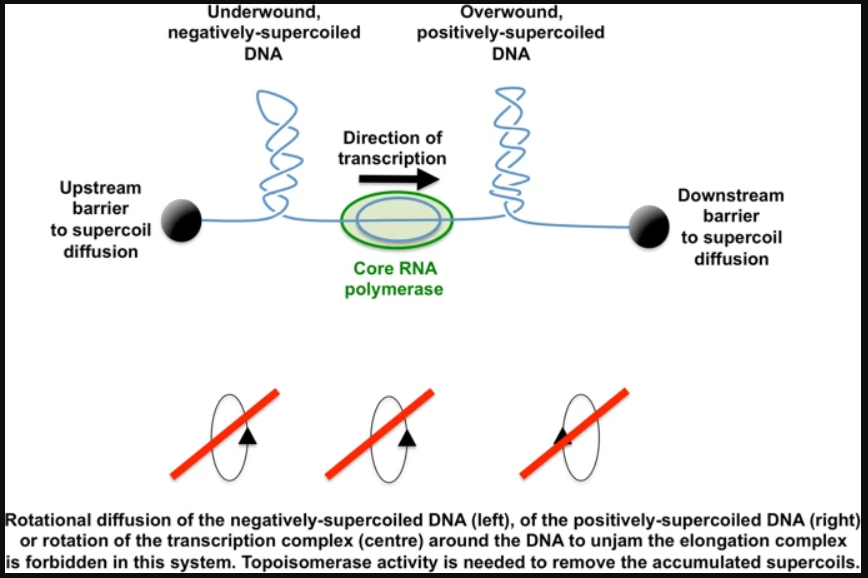 Underwound,
negatively-supercoiled
DNA
Overwound,
positively-supercoiled
DNA
Direction of
transcription
Upstream
barrier
to supercoil
diffusion
Downstream
barrier
to supercoil
diffusion
Core RNA
polymerase
Rotational diffusion of the negatively-supercoiled DNA (left), of the positively-supercoiled DNA (right)
or rotation of the transcription complex (centre) around the DNA to unjam the elongation complex
is forbidden in this system. Topoisomerase activity is needed to remove the accumulated supercoils.